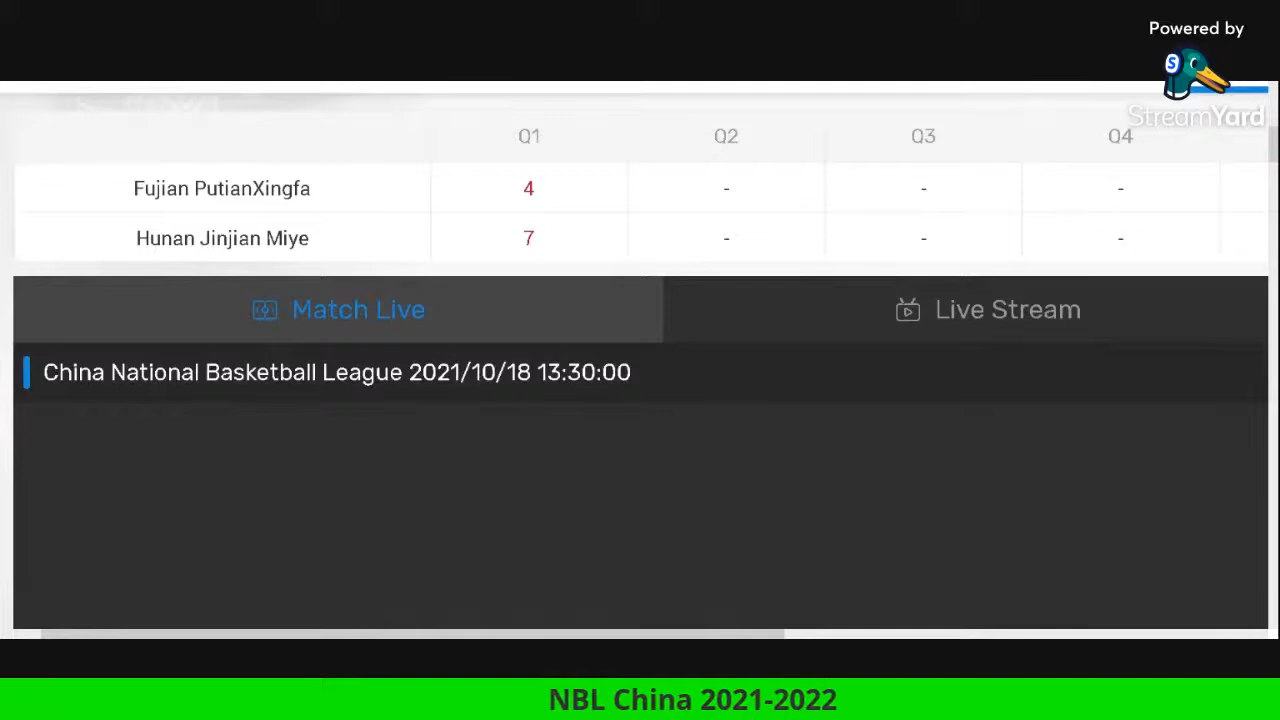 Powered by
S
StreamYard
Q1 Q2 Q3 Q4
Fujian PutianXingfa 4 - - -
Hunan Jinjian Miye 7 - - -
Match Live Live Stream
China National Basketball League 2021/10/18 13:30:00
NBL China 2021-2022